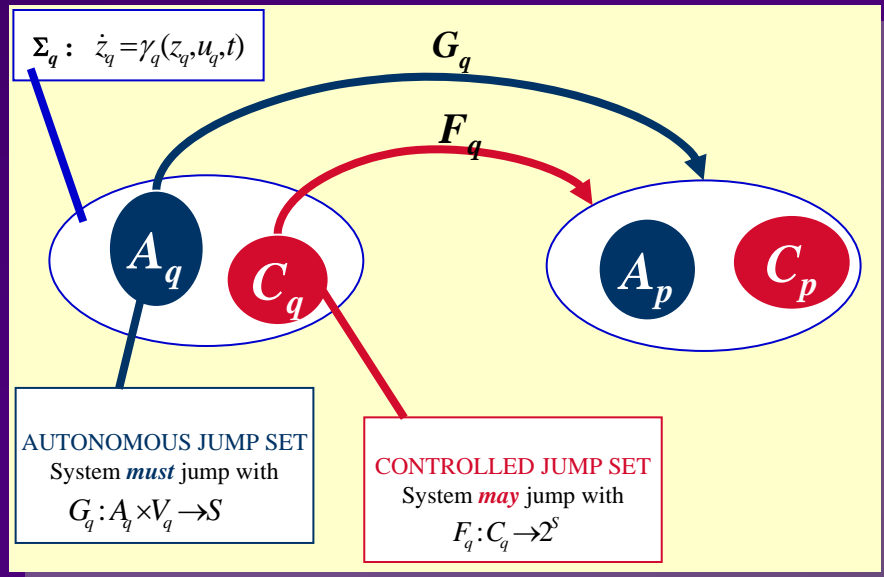 Σq : żq=γq(zq,uq,t)
Gq
Fq
Aq
Cq
Ap
Cp
AUTONOMOUS JUMP SET
System must jump with
Gq:Aq×Vq→S
CONTROLLED JUMP SET
System may jump with
Fq:Cq→2^S